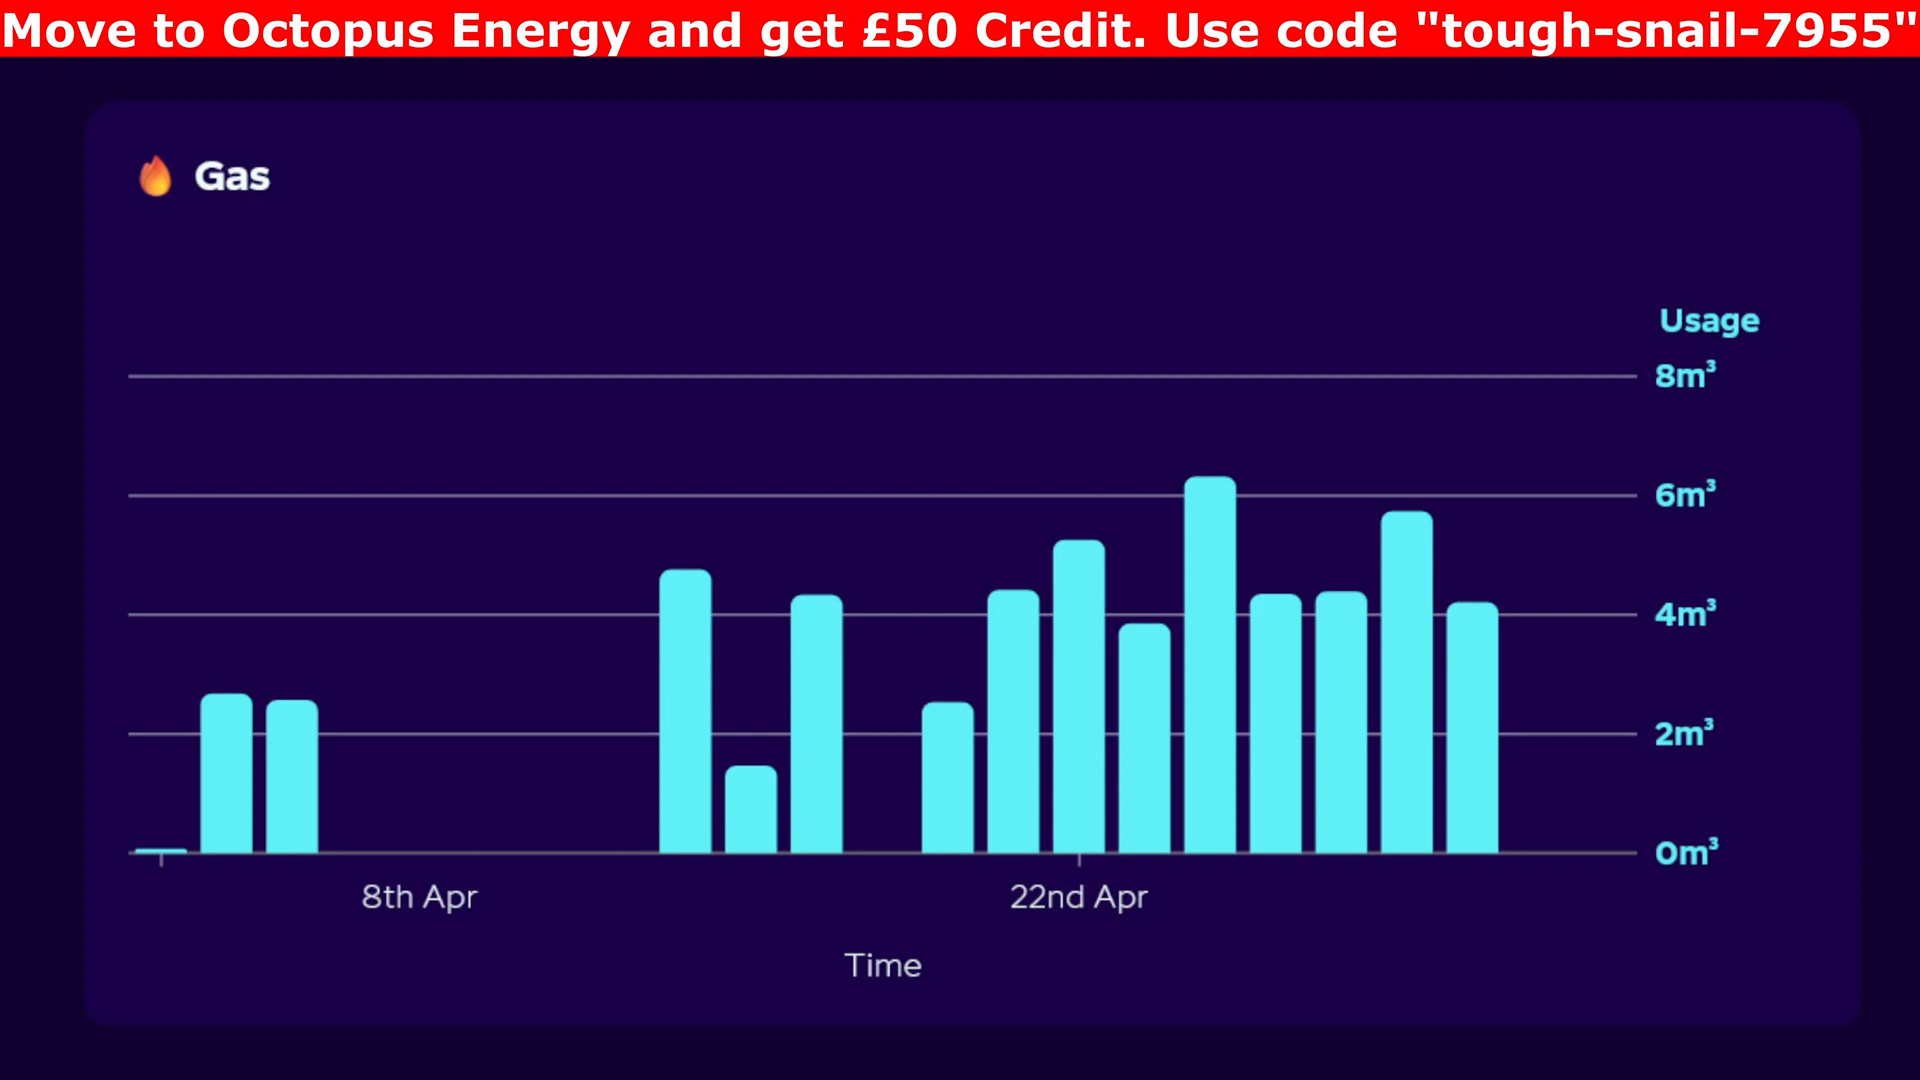 Move to Octopus Energy and get £50 Credit. Use code "tough-snail-7955"
Gas
Usage
8m³
6m³
4m³
2m³
0m³
8th Apr
22nd Apr
Time